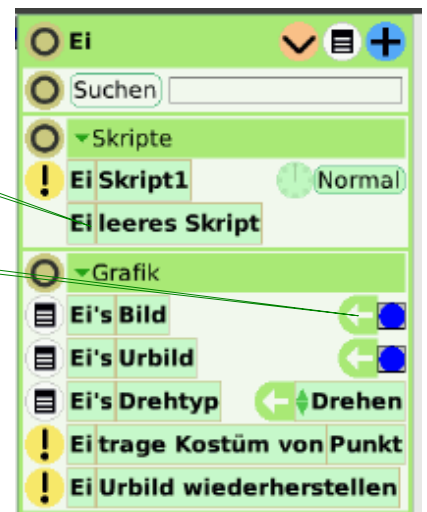 Ei
Suchen
Skripte
! Ei Skript1 Normal
Ei leeres Skript
Grafik
Ei's Bild
Ei's Urbild
Ei's Drehtyp Drehen
! Ei trage Kostüm von Punkt
! Ei Urbild wiederherstellen